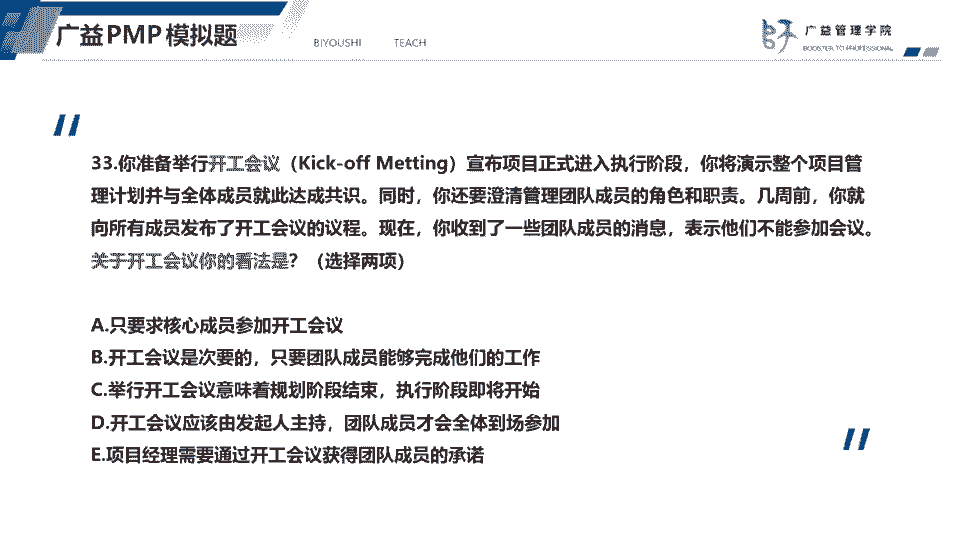 广益PMP模拟题
BIYOUSHI TEACH
广益管理学院
BOOSTER TO PROFESSIONAL
33.你准备举行开工会议（Kick-off Metting）宣布项目正式进入执行阶段，你将演示整个项目管
理计划并与全体成员就此达成共识。同时，你还要澄清管理团队成员的角色和职责。几周前，你就
向所有成员发布了开工会议的议程。现在，你收到了一些团队成员的消息，表示他们不能参加会议。
关于开工会议你的看法是？（选择两项）
A.只要求核心成员参加开工会议
B.开工会议是次要的，只要团队成员能够完成他们的工作
C.举行开工会议意味着规划阶段结束，执行阶段即将开始
D.开工会议应该由发起人主持，团队成员才会全体到场参加
E.项目经理需要通过开工会议获得团队成员的承诺